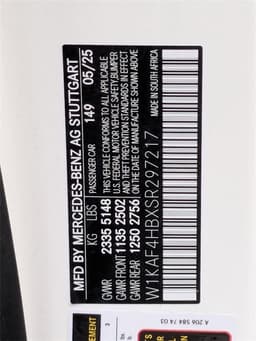 MFD BY MERCEDES-BENZ AG STUTTGART
PASSENGER CAR 149 05/25
KG LBS
THIS VEHICLE CONFORMS TO ALL APPLICABLE
U.S. FEDERAL MOTOR VEHICLE SAFETY, BUMPER
AND THEFT PREVENTION STANDARDS IN EFFECT
ON THE DATE OF MANUFACTURE SHOWN ABOVE
GAWR 2335 5148
GAWR FRONT 1135 2502
GAWR REAR 1250 2756
W1KAF4HBXSR297217
MADE IN SOUTH AFRICA
A 206 584 74 03